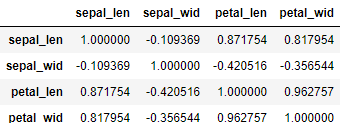 sepal_len sepal_wid petal_len petal_wid
sepal_len 1.000000 -0.109369 0.871754 0.817954
sepal_wid -0.109369 1.000000 -0.420516 -0.356544
petal_len 0.871754 -0.420516 1.000000 0.962757
petal_wid 0.817954 -0.356544 0.962757 1.000000